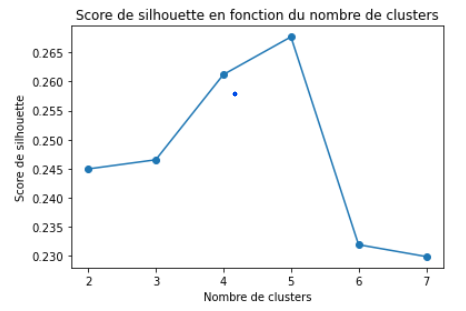 Score de silhouette en fonction du nombre de clusters
Score de silhouette
0.265
0.260
0.255
0.250
0.245
0.240
0.235
0.230
2 3 4 5 6 7
Nombre de clusters